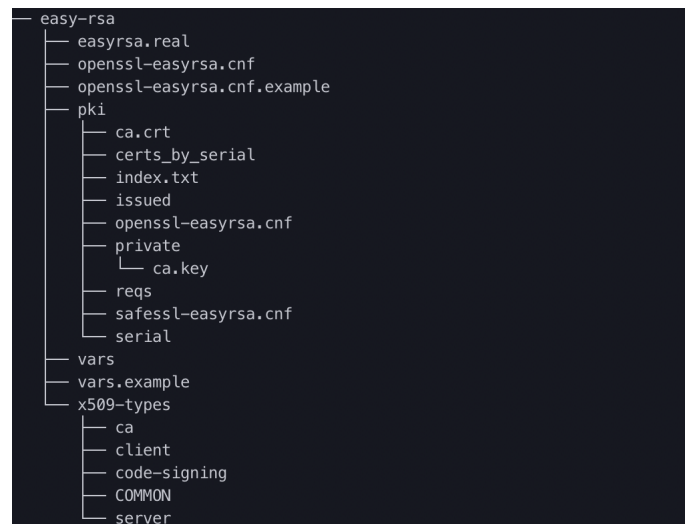 easy-rsa
easyrsa.real
openssl-easyrsa.cnf
openssl-easyrsa.cnf.example
pki
ca.crt
certs_by_serial
index.txt
issued
openssl-easyrsa.cnf
private
ca.key
reqs
safessl-easyrsa.cnf
serial
vars
vars.example
x509-types
ca
client
code-signing
COMMON
server